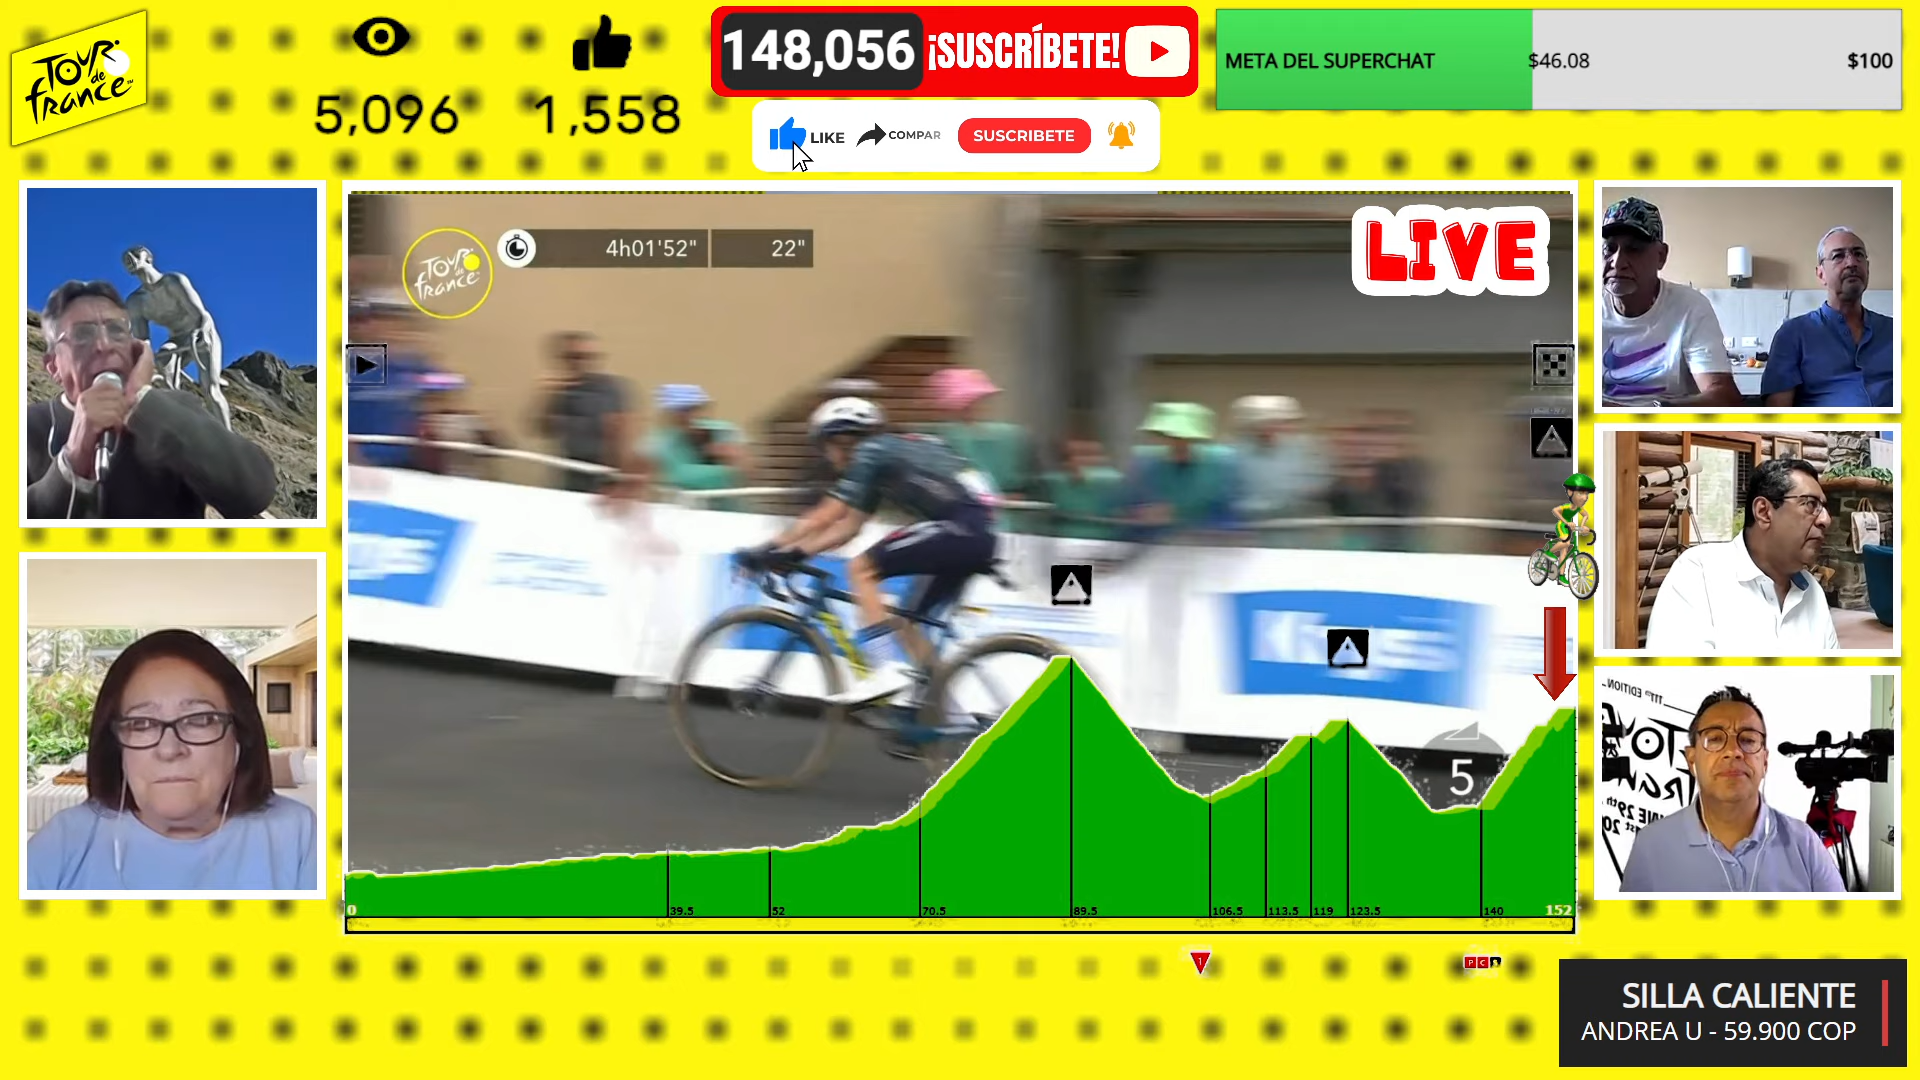 TOUR
de
france
5,096
1,558
148,056 ¡SUSCRÍBETE!
LIKE COMPAR SUSCRIBETE
META DEL SUPERCHAT $46.08 $100
TOUR
de
france
4h01'52" 22"
LIVE
5
0 39.5 52 70.5 89.5 106.5 113.5 119 123.5 140 152
1
PC
SILLA CALIENTE
ANDREA U - 59.900 COP